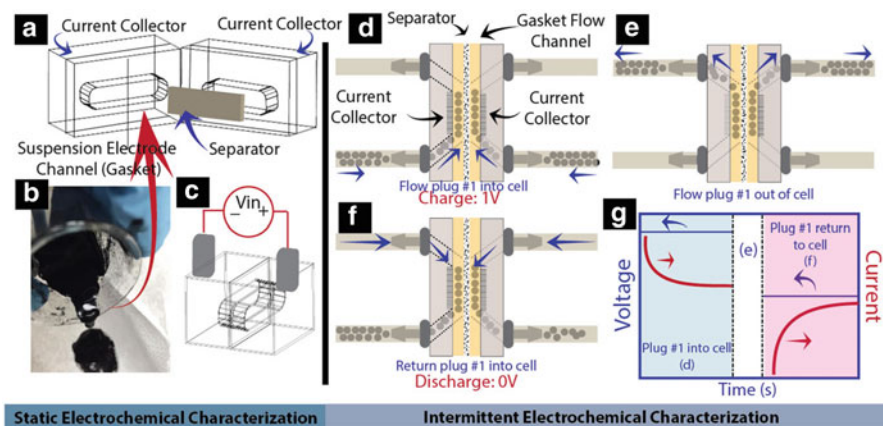 a
Current Collector
Current Collector
Suspension Electrode
Channel (Gasket)
Separator
b
c
Vin
− +
d
Separator
Gasket Flow
Channel
Current
Collector
Current
Collector
Flow plug #1 into cell
Charge: 1V
e
Flow plug #1 out of cell
f
Return plug #1 into cell
Discharge: 0V
g
Voltage
Current
Plug #1 into cell
(d)
(e)
Plug #1 return
to cell
(f)
Time (s)
Static Electrochemical Characterization
Intermittent Electrochemical Characterization